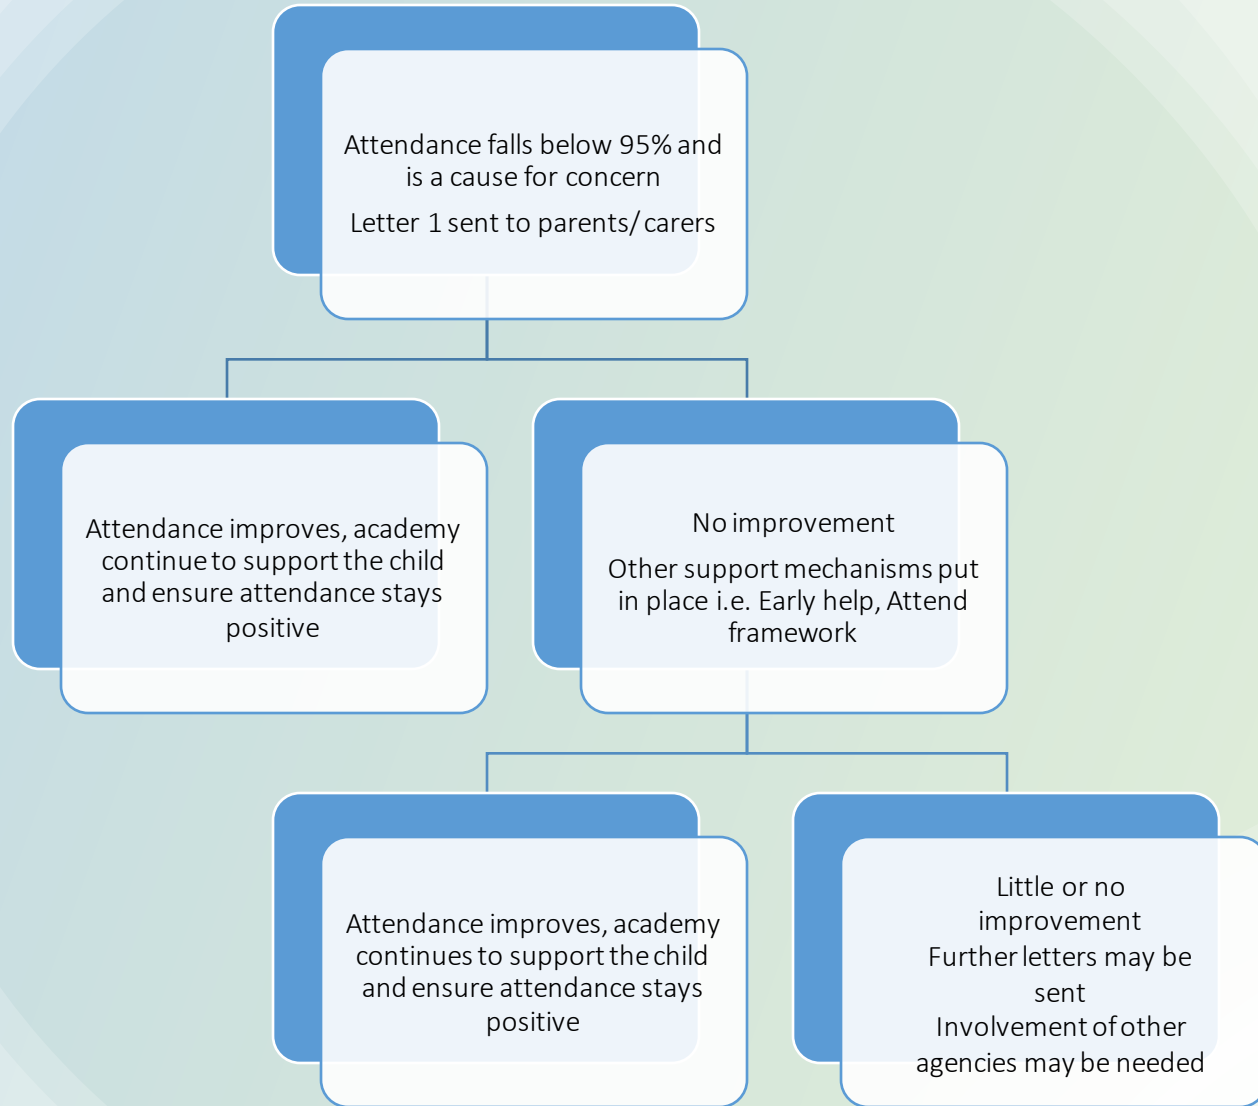 Attendance falls below 95% and
is a cause for concern
Letter 1 sent to parents/ carers
Attendance improves, academy
continue to support the child
and ensure attendance stays
positive
No improvement
Other support mechanisms put
in place i.e. Early help, Attend
framework
Attendance improves, academy
continues to support the child
and ensure attendance stays
positive
Little or no
improvement
Further letters may be
sent
Involvement of other
agencies may be needed